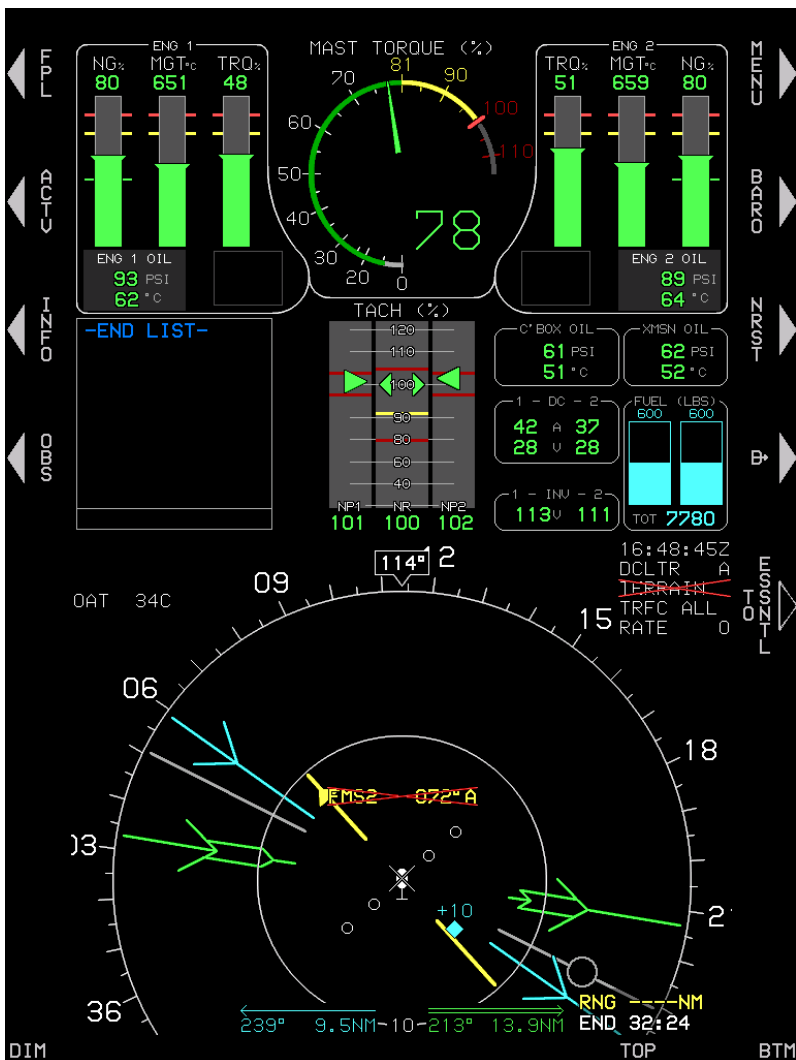 FPL
ACTV
INFO
OBS
MENU
BARO
NRST
B→
ESSNTL
TO
ENG 1
NG% MGT°C TRQ%
80 651 48
ENG 1 OIL
93 PSI
62 °C
MAST TORQUE (%)
0 20 30 40 50 60 70 81 90 100 110
78
ENG 2
TRQ% MGT°C NG%
51 659 80
ENG 2 OIL
89 PSI
64 °C
-END LIST-
TACH (%)
120
110
100
90
80
60
40
NP1 NR NP2
101 100 102
C'BOX OIL
61 PSI
51 °C
XMSN OIL
62 PSI
52 °C
1 - DC - 2
42 A 37
28 V 28
1 - INV - 2
113V 111
FUEL (LBS)
600 600
TOT 7780
16:48:45Z
DCLTR A
TERRAIN
TRFC ALL
RATE 0
OAT 34C
114°
36 03 06 09 12 15 18 2
FMS2 072°A
+10
239° 9.5NM
-10-
213° 13.9NM
RNG ----NM
END 32:24
DIM
TOP
BTM